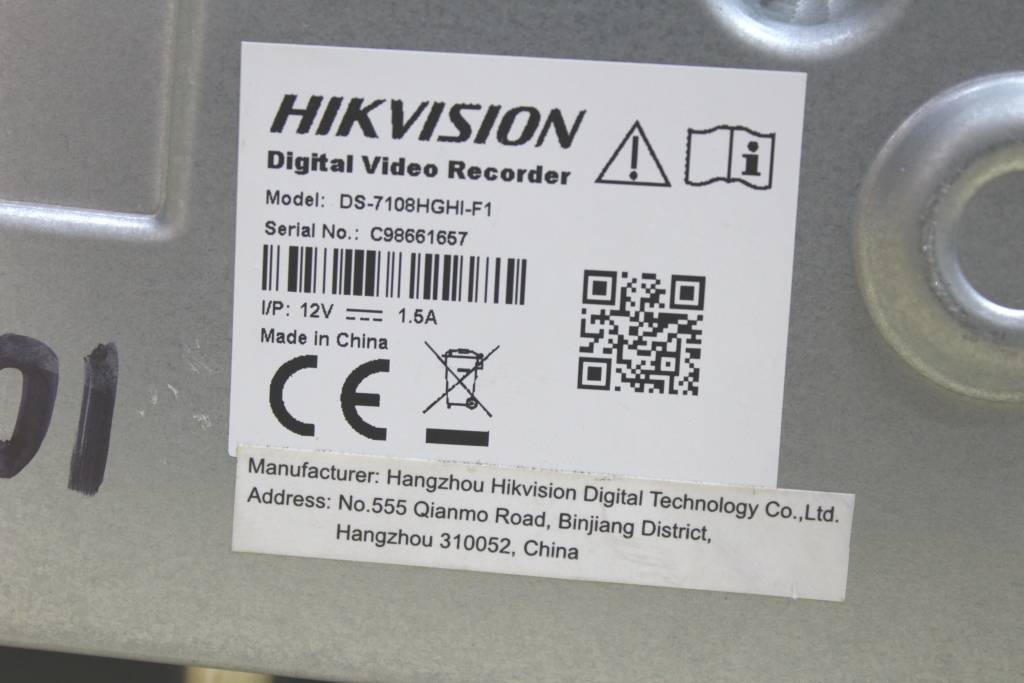 HIKVISION
Digital Video Recorder
Model: DS-7108HGHI-F1
Serial No.: C98661657
I/P: 12V 1.5A
Made in China
CE
Manufacturer: Hangzhou Hikvision Digital Technology Co.,Ltd.
Address: No.555 Qianmo Road, Binjiang District,
Hangzhou 310052, China